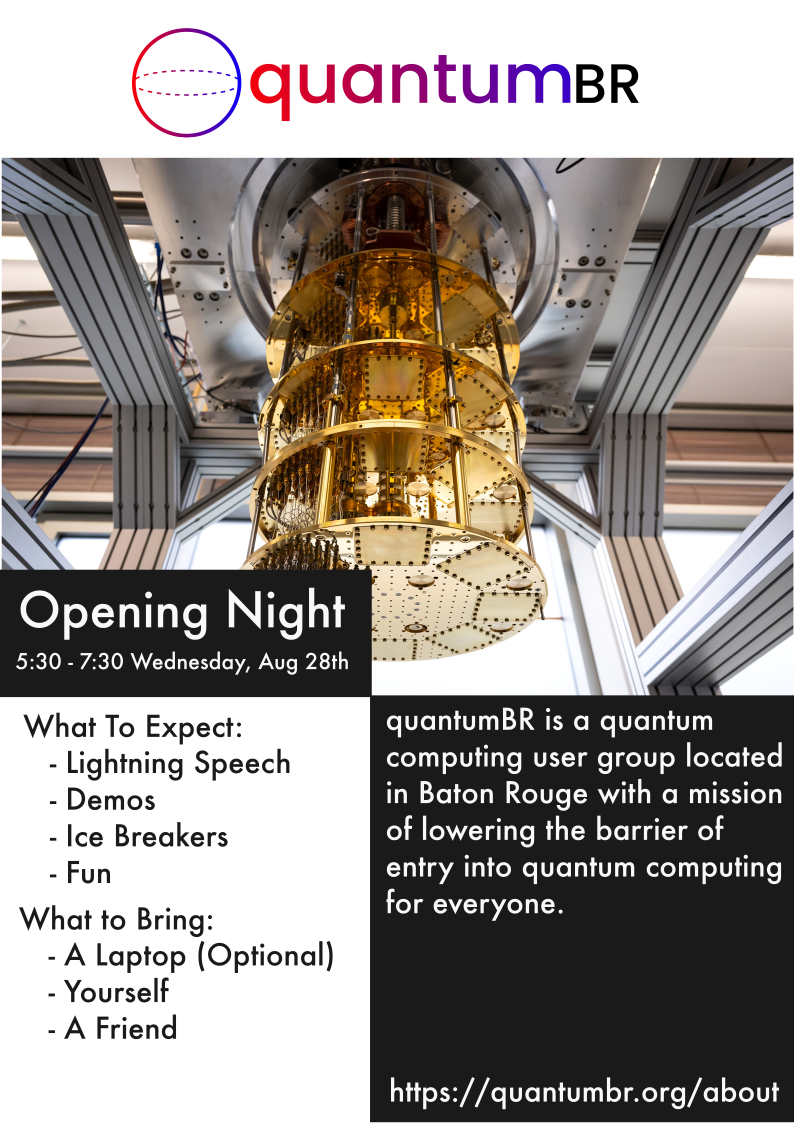 quantumBR
Opening Night
5:30 - 7:30 Wednesday, Aug 28th
What To Expect:
- Lightning Speech
- Demos
- Ice Breakers
- Fun
What to Bring:
- A Laptop (Optional)
- Yourself
- A Friend
quantumBR is a quantum
computing user group located
in Baton Rouge with a mission
of lowering the barrier of
entry into quantum computing
for everyone.
https://quantumbr.org/about